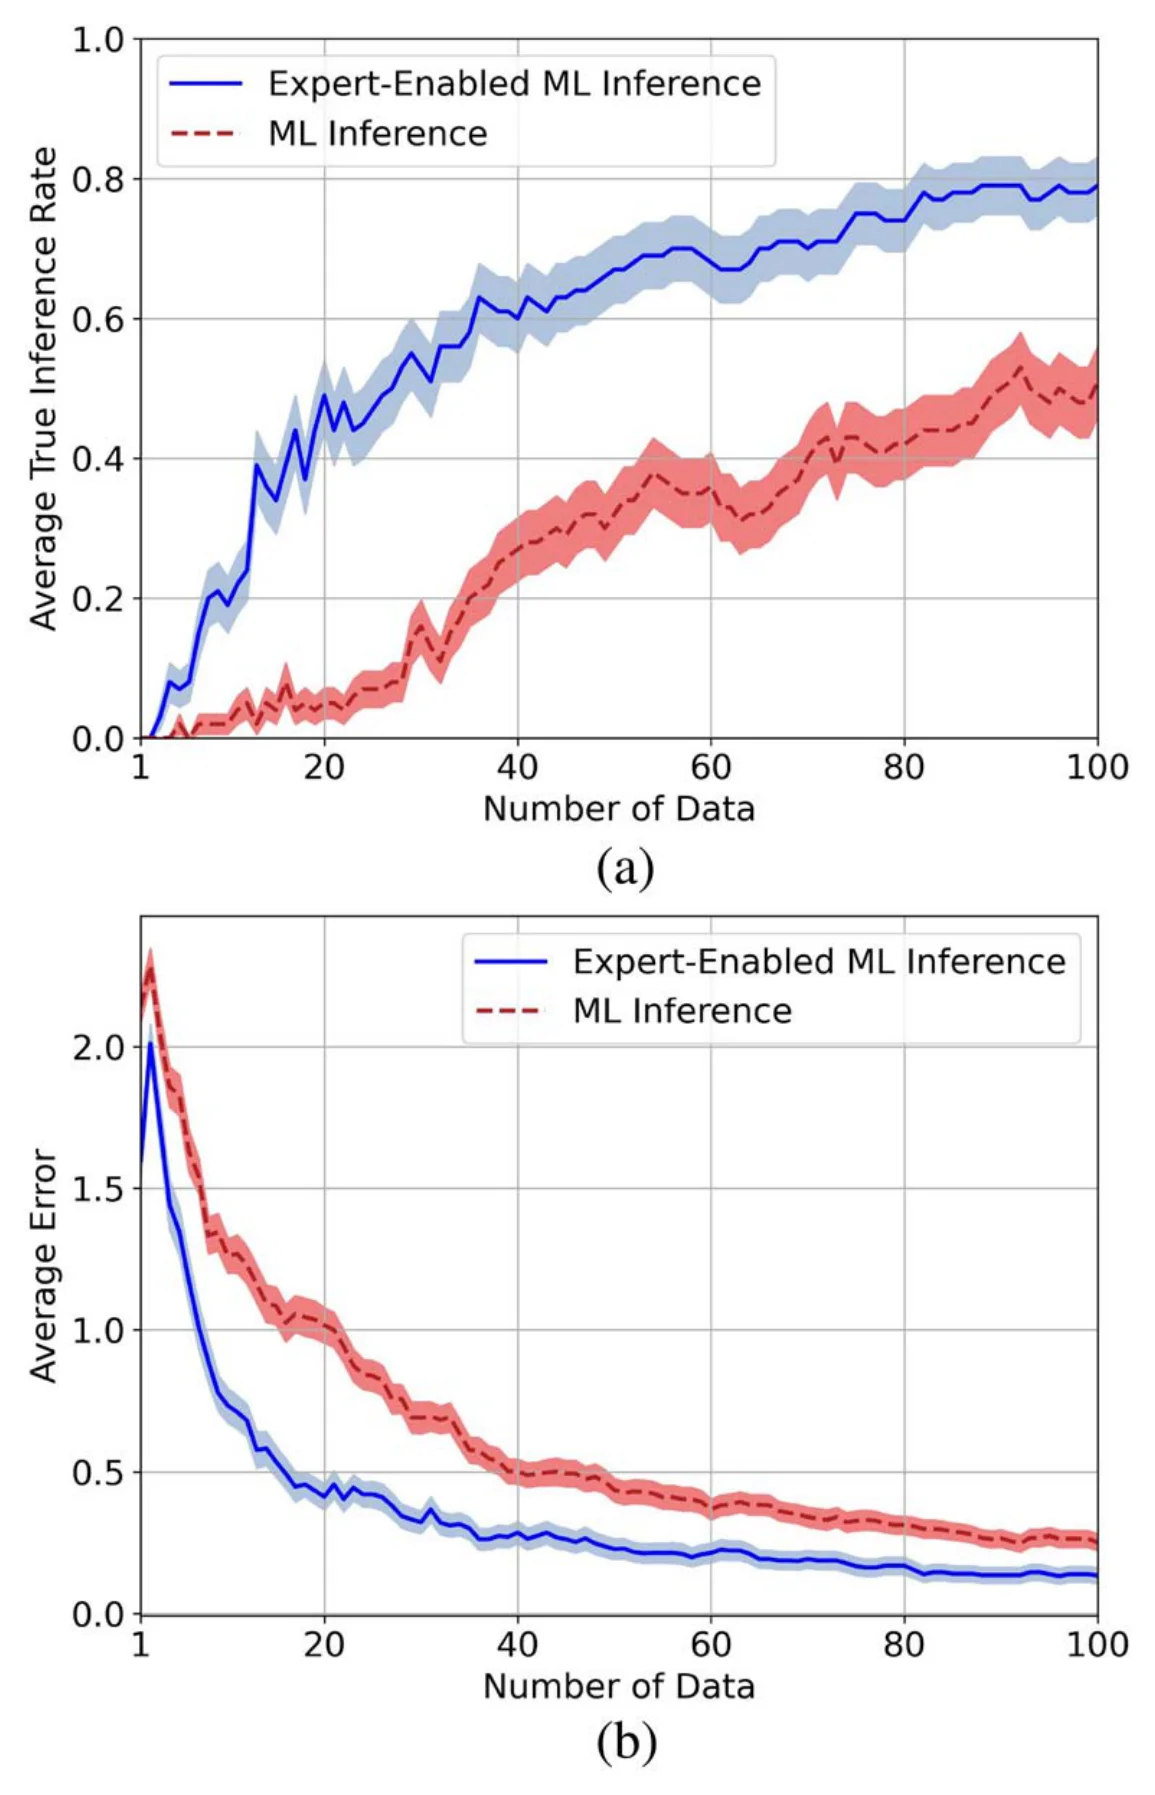 1.0
Expert-Enabled ML Inference
ML Inference
0.8
0.6
0.4
0.2
0.0
Average True Inference Rate
1 20 40 60 80 100
Number of Data
(a)
Expert-Enabled ML Inference
ML Inference
2.0
1.5
1.0
0.5
0.0
Average Error
1 20 40 60 80 100
Number of Data
(b)